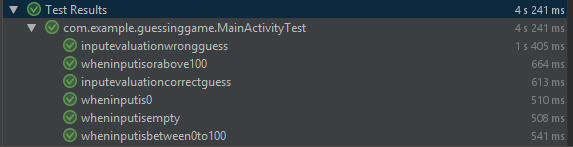 Test Results 4 s 241 ms
com.example.guessinggame.MainActivityTest 4 s 241 ms
inputevaluationwrongguess 1 s 405 ms
wheninputisorabove100 664 ms
inputevaluationcorrectguess 613 ms
wheninputis0 510 ms
wheninputisempty 508 ms
wheninputisbetween0to100 541 ms